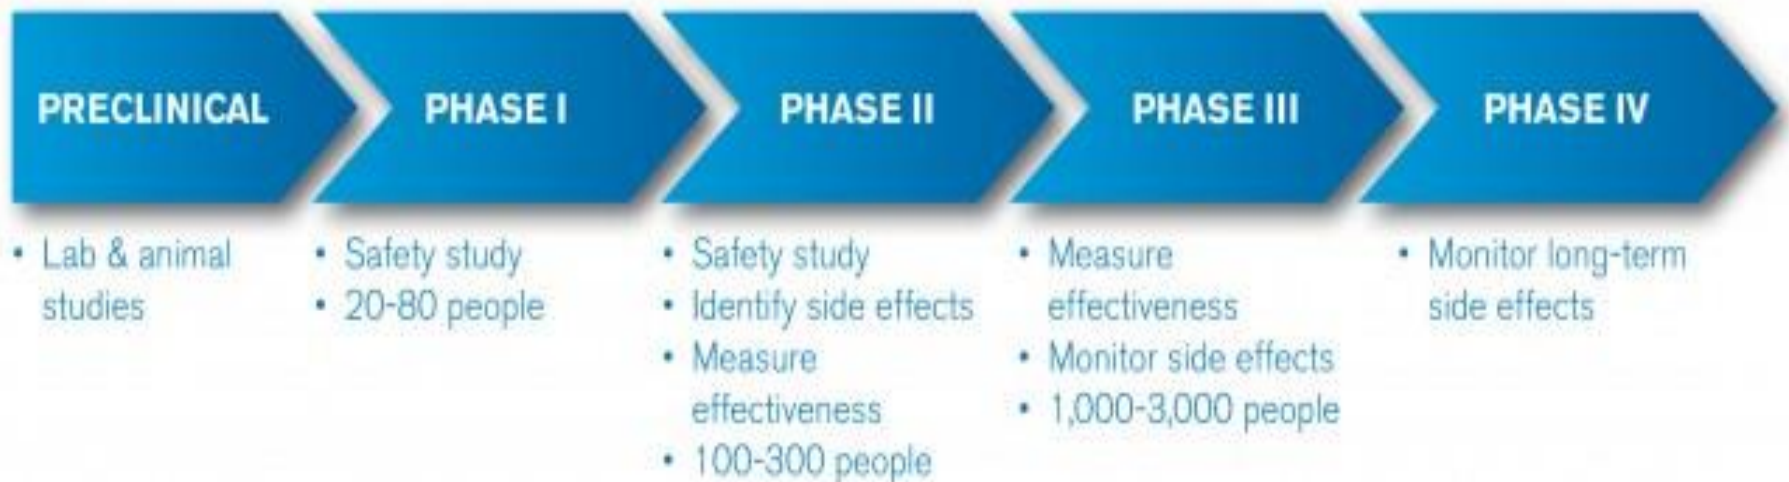 PRECLINICAL
• Lab & animal
studies
PHASE I
• Safety study
• 20-80 people
PHASE II
• Safety study
• Identify side effects
• Measure
effectiveness
• 100-300 people
PHASE III
• Measure
effectiveness
• Monitor side effects
• 1,000-3,000 people
PHASE IV
• Monitor long-term
side effects